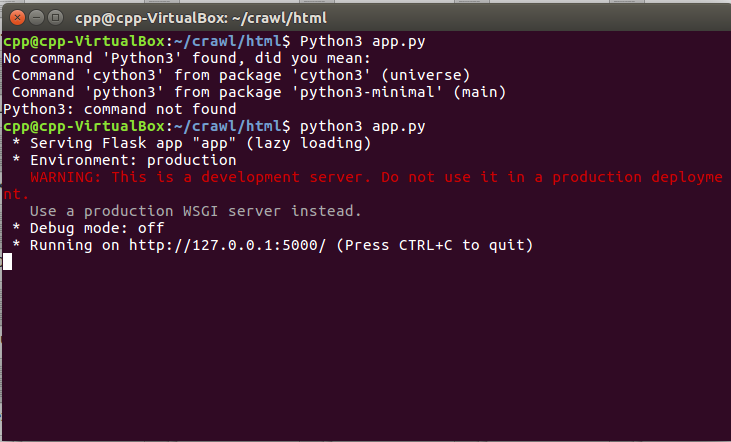 cpp@cpp-VirtualBox: ~/crawl/html
cpp@cpp-VirtualBox:~/crawl/html$ Python3 app.py
No command 'Python3' found, did you mean:
 Command 'cython3' from package 'cython3' (universe)
 Command 'python3' from package 'python3-minimal' (main)
Python3: command not found
cpp@cpp-VirtualBox:~/crawl/html$ python3 app.py
 * Serving Flask app "app" (lazy loading)
 * Environment: production
   WARNING: This is a development server. Do not use it in a production deployme
nt.
   Use a production WSGI server instead.
 * Debug mode: off
 * Running on http://127.0.0.1:5000/ (Press CTRL+C to quit)